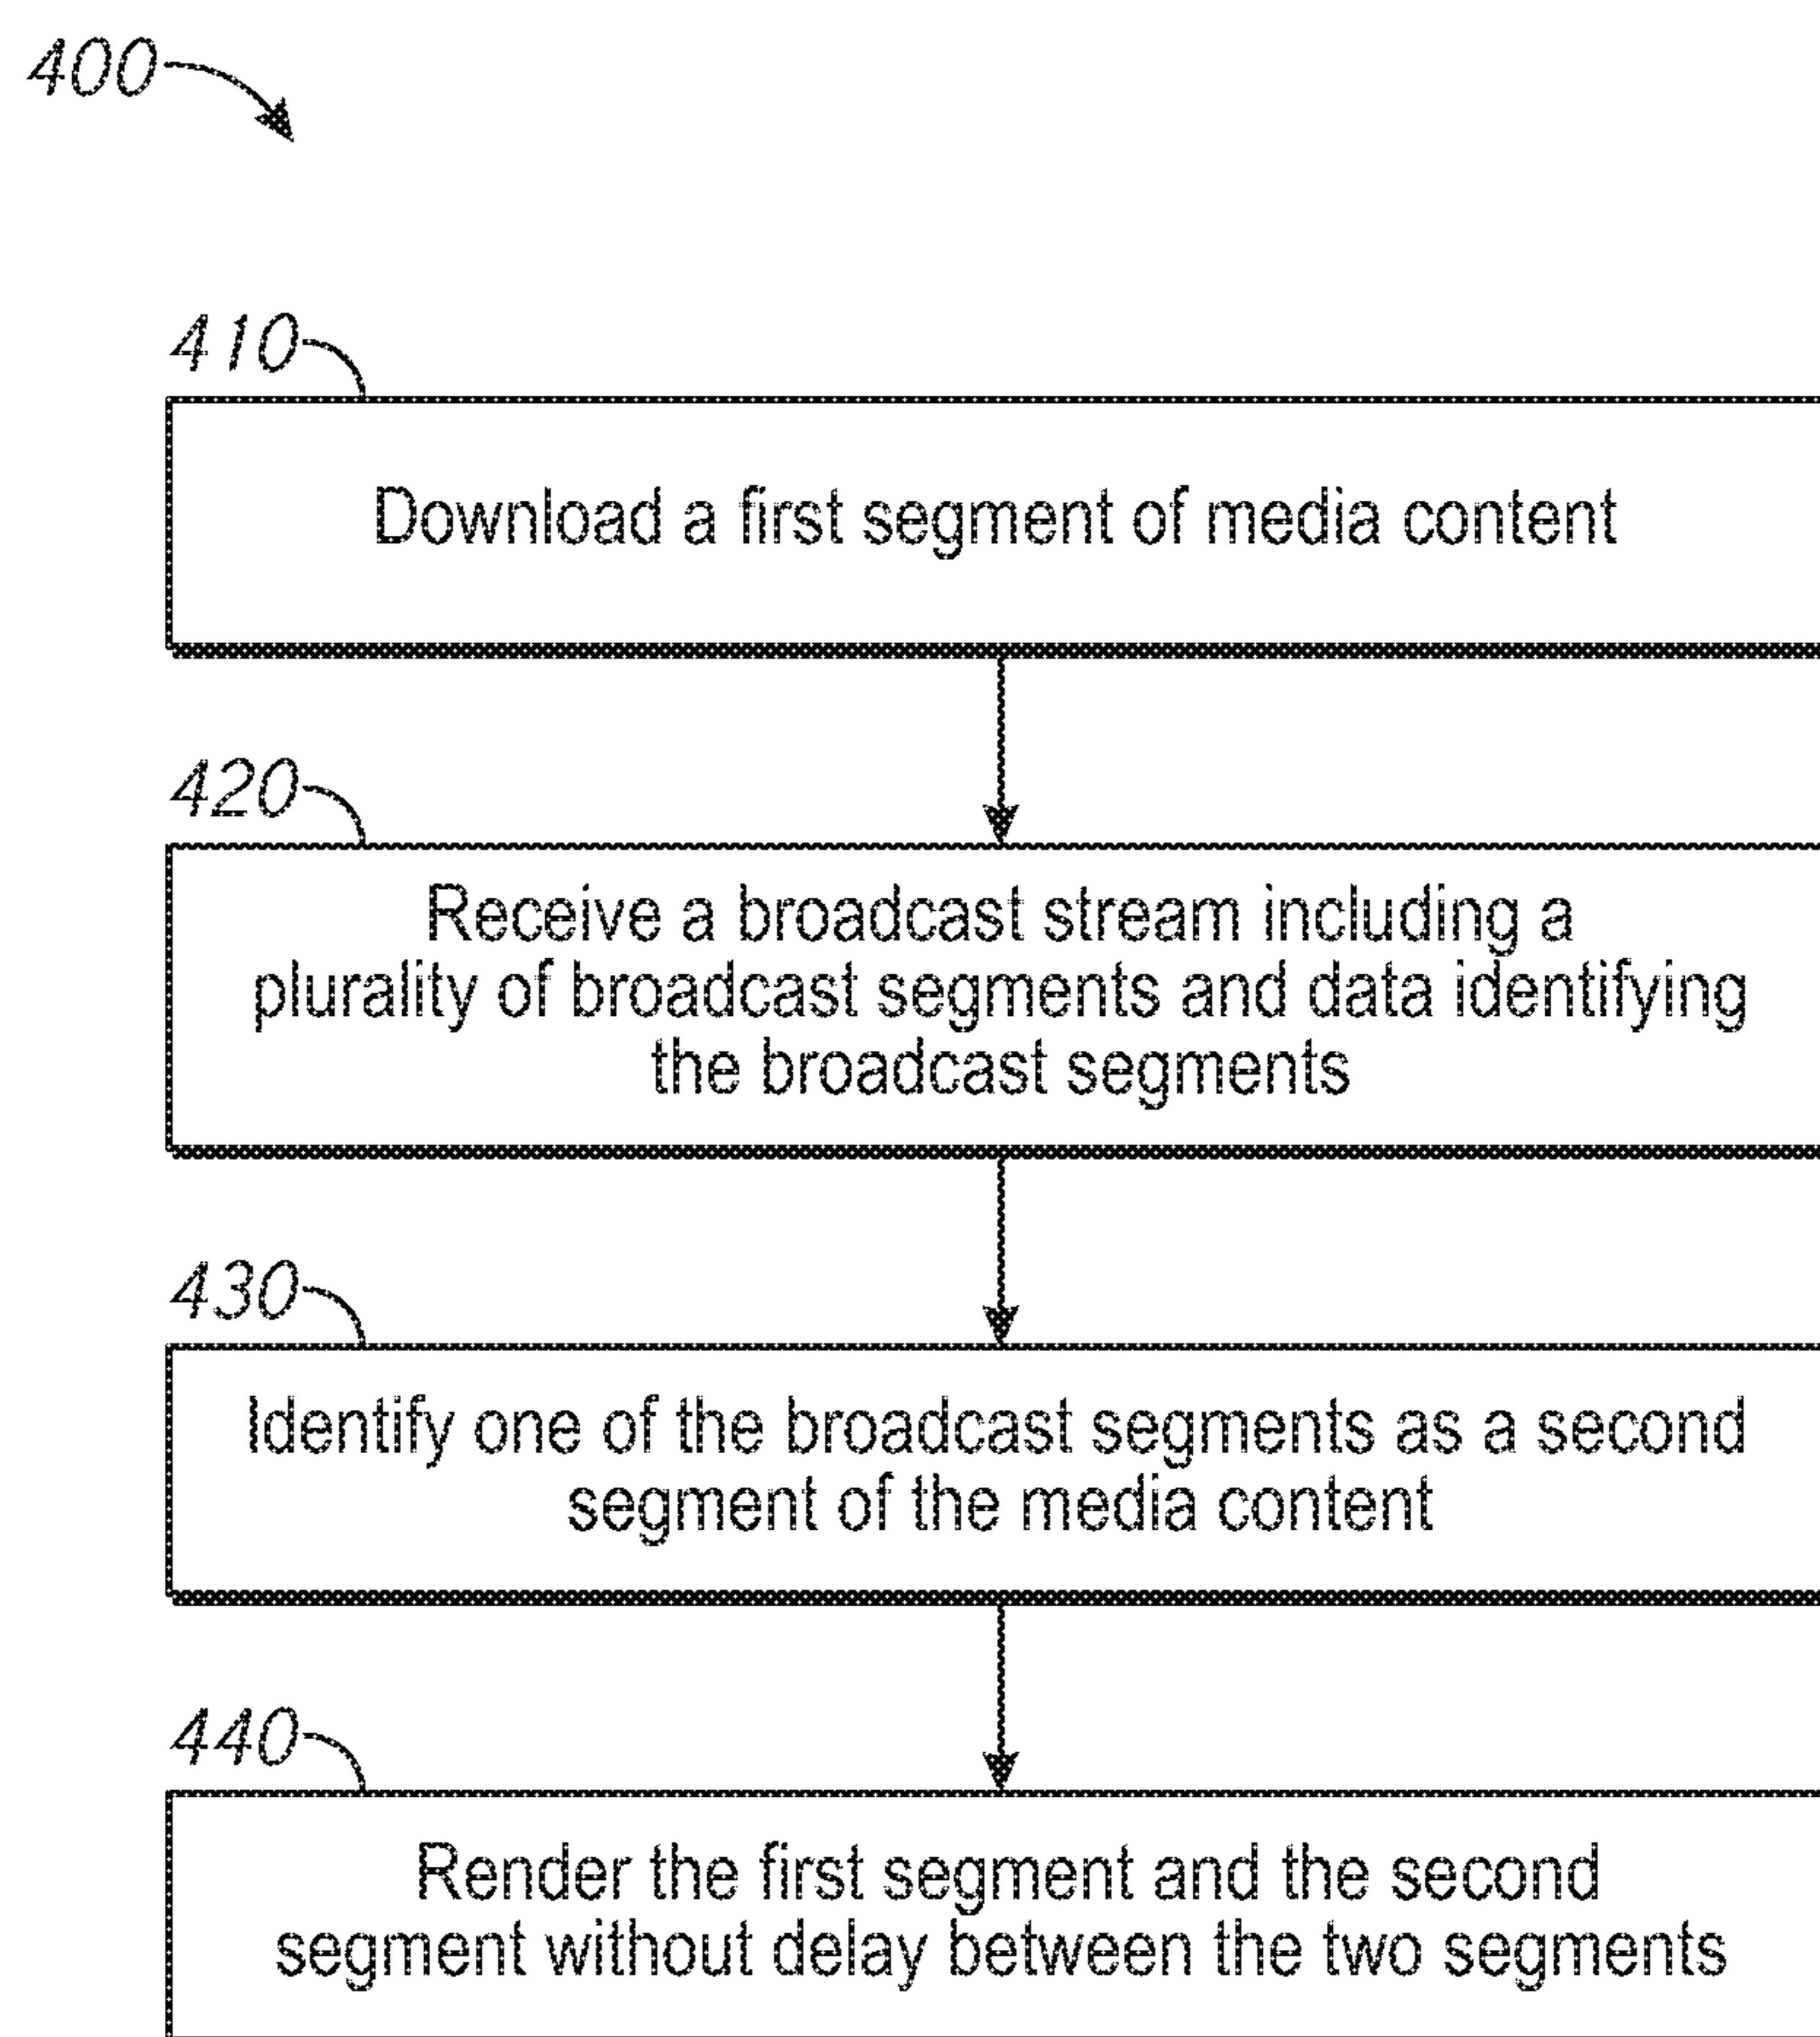 400
410
Download a first segment of media content
420
Receive a broadcast stream including a
plurality of broadcast segments and data identifying
the broadcast segments
430
Identify one of the broadcast segments as a second
segment of the media content
440
Render the first segment and the second
segment without delay between the two segments